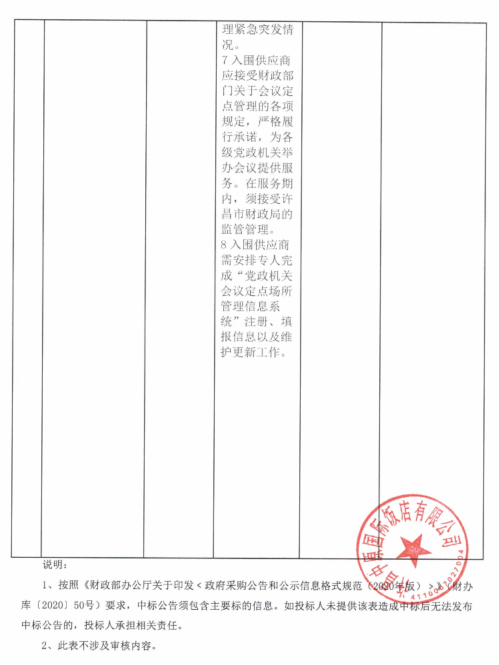 理紧急突发情
况。
7 入围供应商
应接受财政部
门关于会议定
点管理的各项
规定，严格履
行承诺，为各
级党政机关举
办会议提供服
务。在服务期
内，须接受许
昌市财政局的
监管管理。
8 入围供应商
需安排专人完
成“党政机关
会议定点场所
管理信息系
统”注册、填
报信息以及维
护更新工作。
中原国际饭店有限公司
4110007027004
说明：
1、按照《财政部办公厅关于印发＜政府采购公告和公示信息格式规范（2020年版）＞》（财办
库〔2020〕50号）要求，中标公告须包含主要标的信息。如投标人未提供该表造成中标后无法发布
中标公告的，投标人承担相关责任。
2、此表不涉及审核内容。